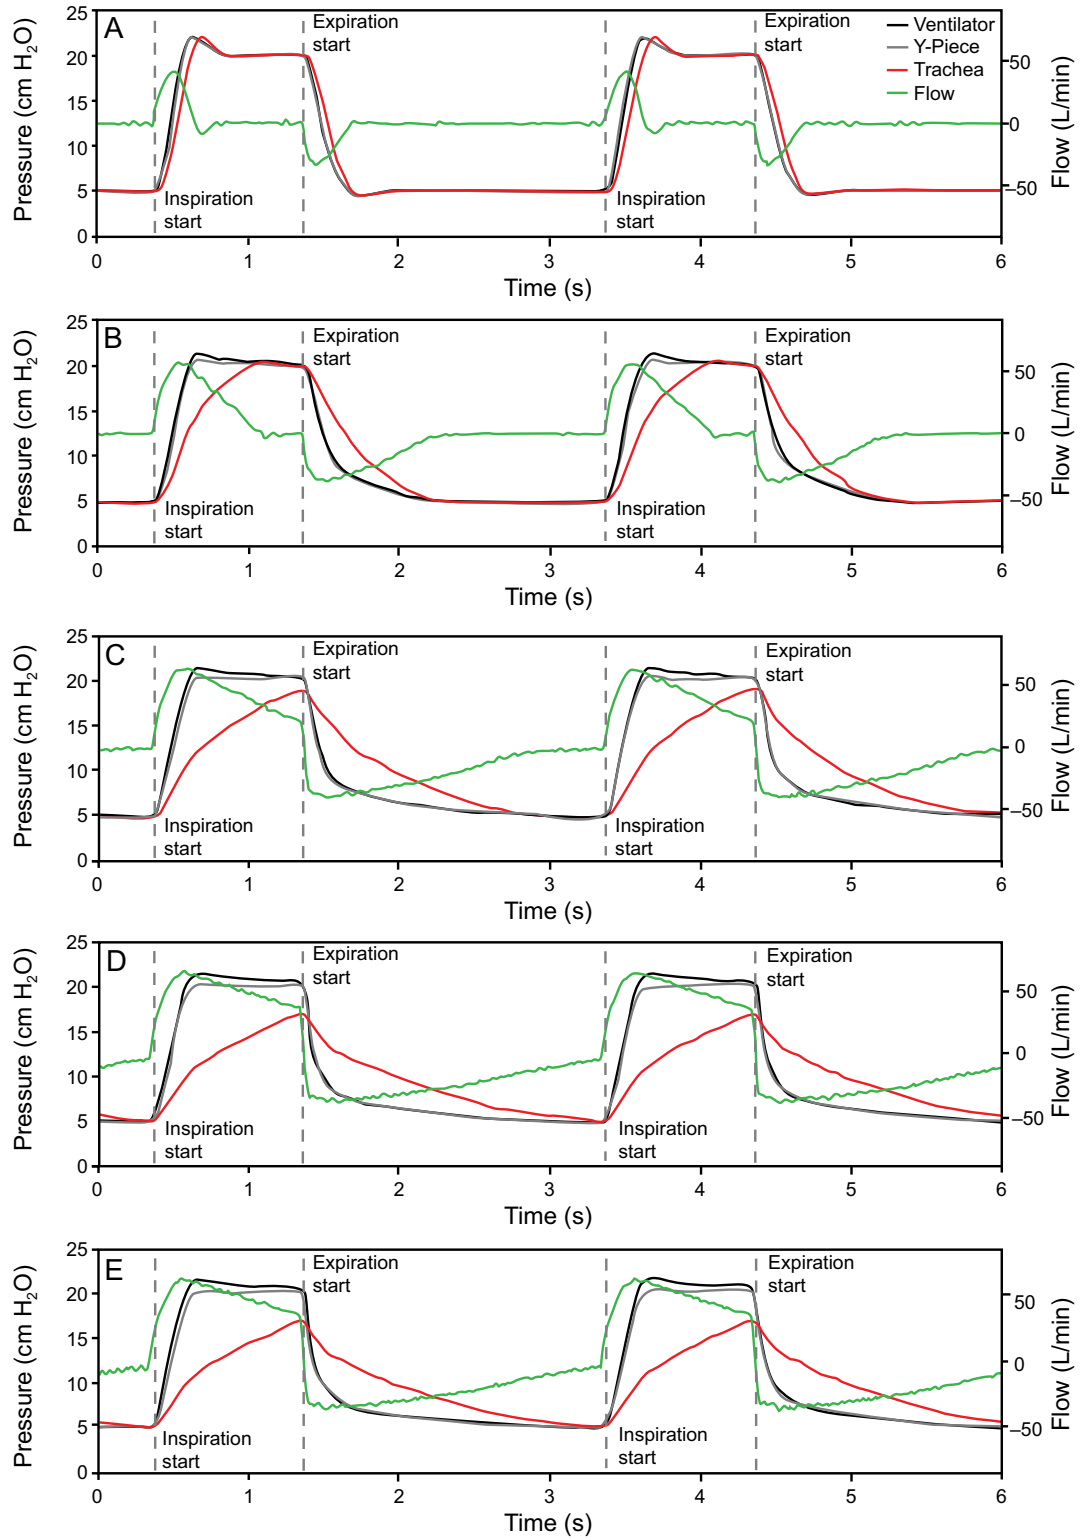 A
Expiration
start
Ventilator
Y-Piece
Trachea
Flow
Inspiration
start
Inspiration
start
Expiration
start
Pressure (cm H₂O)
25
20
15
10
5
0
50
0
–50
Flow (L/min)
0 1 2 3 4 5 6
Time (s)
B
Expiration
start
Expiration
start
Inspiration
start
Inspiration
start
Pressure (cm H₂O)
25
20
15
10
5
0
50
0
–50
Flow (L/min)
0 1 2 3 4 5 6
Time (s)
C
Expiration
start
Expiration
start
Inspiration
start
Inspiration
start
Pressure (cm H₂O)
25
20
15
10
5
0
50
0
–50
Flow (L/min)
0 1 2 3 4 5 6
Time (s)
D
Expiration
start
Expiration
start
Inspiration
start
Inspiration
start
Pressure (cm H₂O)
25
20
15
10
5
0
50
0
–50
Flow (L/min)
0 1 2 3 4 5 6
Time (s)
E
Expiration
start
Expiration
start
Inspiration
start
Inspiration
start
Pressure (cm H₂O)
25
20
15
10
5
0
50
0
–50
Flow (L/min)
0 1 2 3 4 5 6
Time (s)